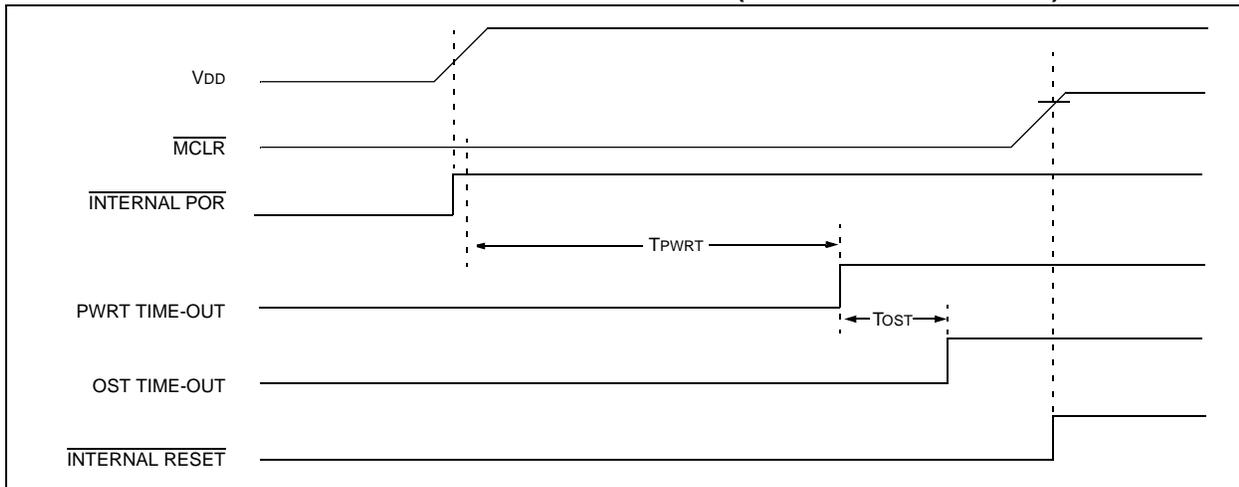 VDD
MCLR
INTERNAL POR
TPWRT
PWRT TIME-OUT
TOST
OST TIME-OUT
INTERNAL RESET